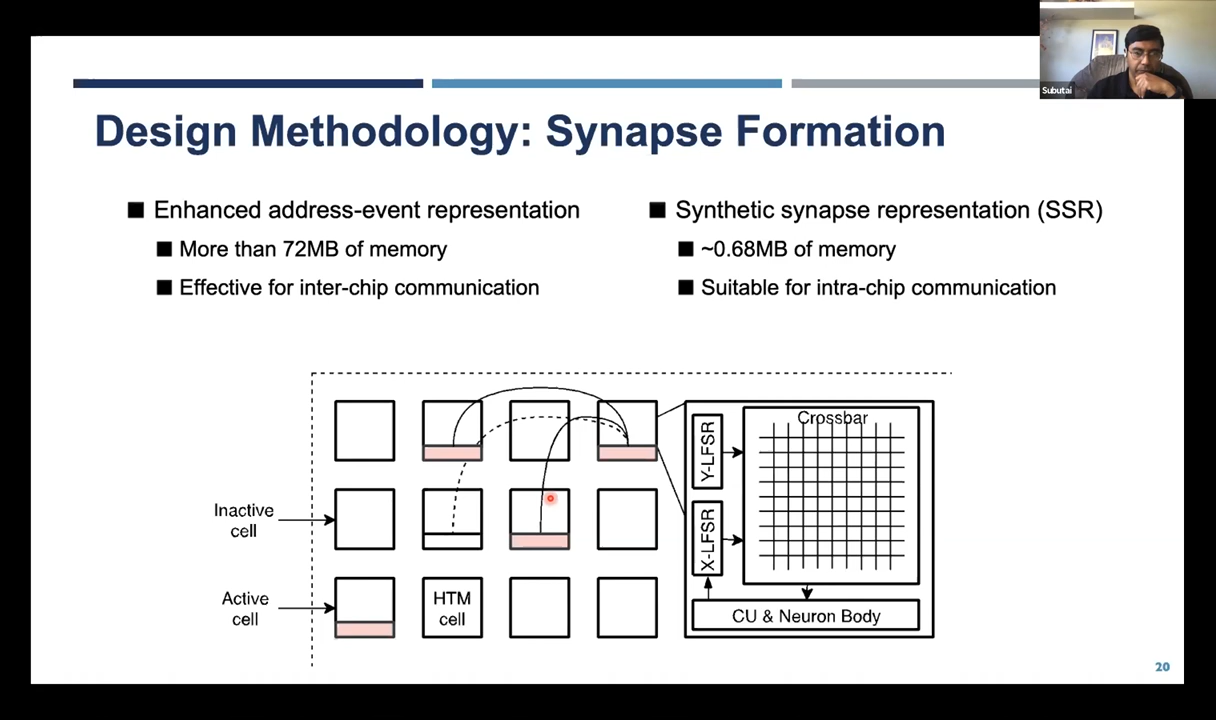 Subutai
Design Methodology: Synapse Formation
Enhanced address-event representation
More than 72MB of memory
Effective for inter-chip communication
Synthetic synapse representation (SSR)
~0.68MB of memory
Suitable for intra-chip communication
Inactive
cell
Active
cell
HTM
cell
Y-LFSR
X-LFSR
Crossbar
CU & Neuron Body
20